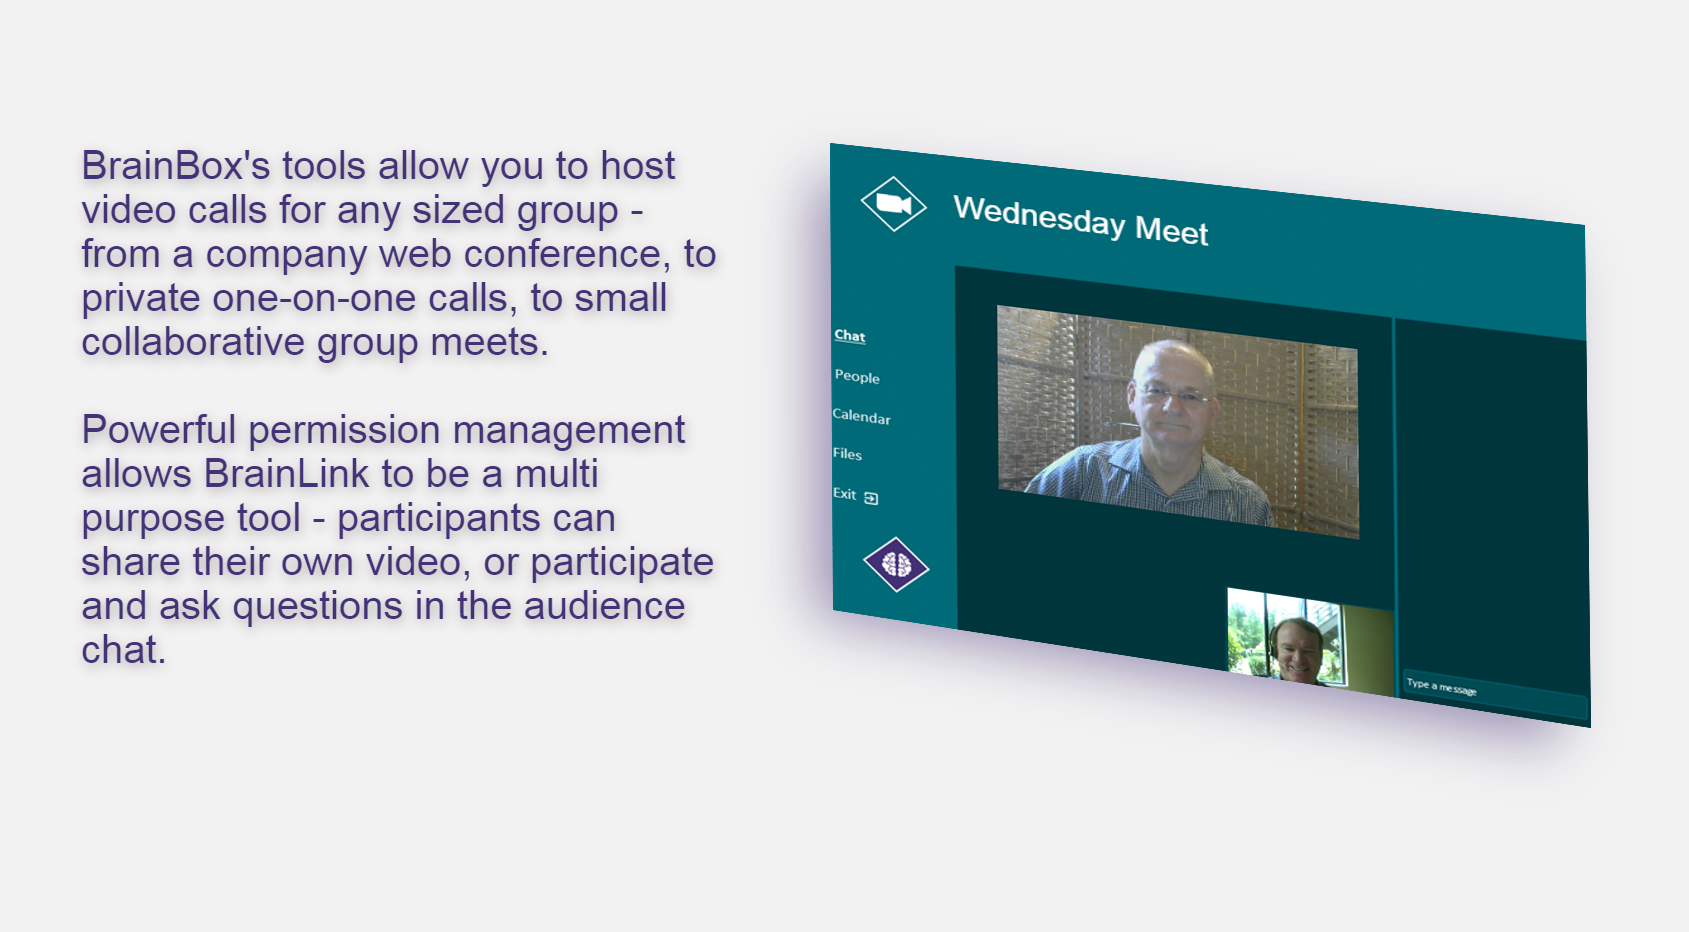 BrainBox's tools allow you to host
video calls for any sized group -
from a company web conference, to
private one-on-one calls, to small
collaborative group meets.
Powerful permission management
allows BrainLink to be a multi
purpose tool - participants can
share their own video, or participate
and ask questions in the audience
chat.
Wednesday Meet
Chat
People
Calendar
Files
Exit
Type a message